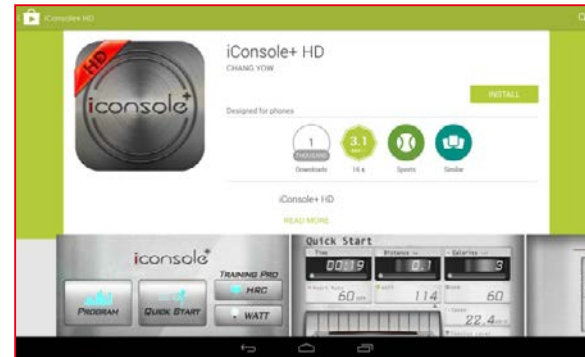 iConsole+ HD
HD
iconsole+
iConsole+ HD
CHANG YOW
INSTALL
Designed for phones
1
THOUSAND
Downloads
3.1
Sports
Similar
iConsole+ HD
READ MORE
iconsole+
TRAINING PRO
PROGRAM
QUICK START
HRC
WATT
Quick Start
Time
Distance
Calories
00:19
0.1
3
60
114
60
22.4